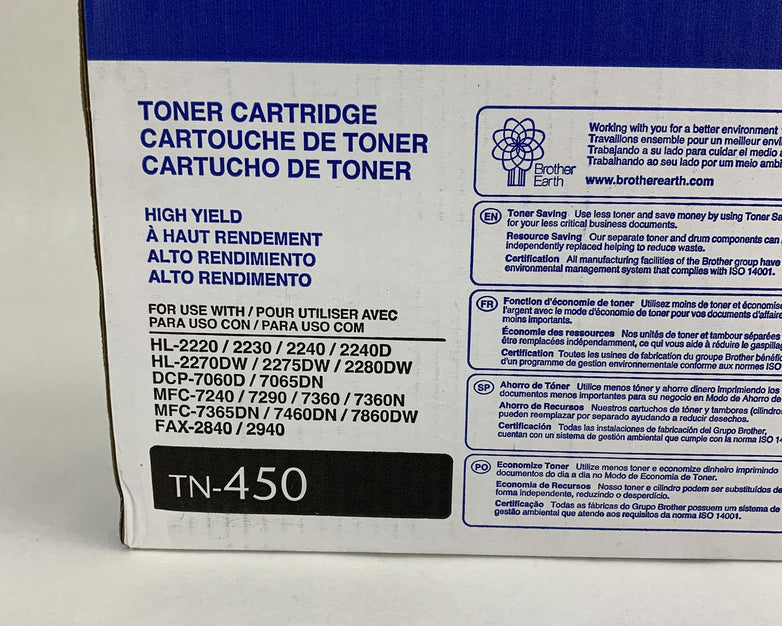 TONER CARTRIDGE
CARTOUCHE DE TONER
CARTUCHO DE TONER
HIGH YIELD
À HAUT RENDEMENT
ALTO RENDIMIENTO
ALTO RENDIMENTO
FOR USE WITH / POUR UTILISER AVEC
PARA USO CON / PARA USO COM
HL-2220 / 2230 / 2240 / 2240D
HL-2270DW / 2275DW / 2280DW
DCP-7060D / 7065DN
MFC-7240 / 7290 / 7360 / 7360N
MFC-7365DN / 7460DN / 7860DW
FAX-2840 / 2940
TN-450
Brother
Earth
Working with you for a better environment
Travaillons ensemble pour un meilleur envi
Trabajando a su lado para cuidar el medio a
Trabalhando ao seu lado por um meio ambi
www.brotherearth.com
EN Toner Saving Use less toner and save money by using Toner Sa
for your less critical business documents.
Resource Saving Our separate toner and drum components can
independently replaced helping to reduce waste.
Certification All manufacturing facilities of the Brother group have
environmental management system that complies with ISO 14001.
FR Fonction d'économie de toner Utilisez moins de toner et économise
l'argent avec le mode d'économie de toner pour vos documents d'affaire
moins importants.
Économie des ressources Nos unités de toner et tambour séparées
être remplacées indépendamment, ce qui vous aide à réduire le gaspilla
Certification Toutes les usines de fabrication du groupe Brother bénéfic
d'un programme de gestion environnementale conforme aux normes ISO
SP Ahorro de Tóner Utilice menos tóner y ahorre dinero imprimiendo los
documentos menos importantes para su negocio en Modo de Ahorro de
Ahorro de Recursos Nuestros cartuchos de tóner y tambores (cilindro
pueden reemplazar por separado ayudando a reducir desechos.
Certificación Todas las instalaciones de fabricación del Grupo Brother,
cuentan con un sistema de gestión ambiental que cumple con la norma ISO 14
PO Economize Toner Utilize menos toner e economize dinheiro imprimindo
documentos do dia a dia no Modo de Economia de Toner.
Economia de Recursos Nosso toner e cilindro podem ser substituídos de
forma independente, reduzindo o desperdício.
Certificação Todas as fábricas do Grupo Brother possuem um sistema de
gestão ambiental que atende aos requisitos da norma ISO 14001.